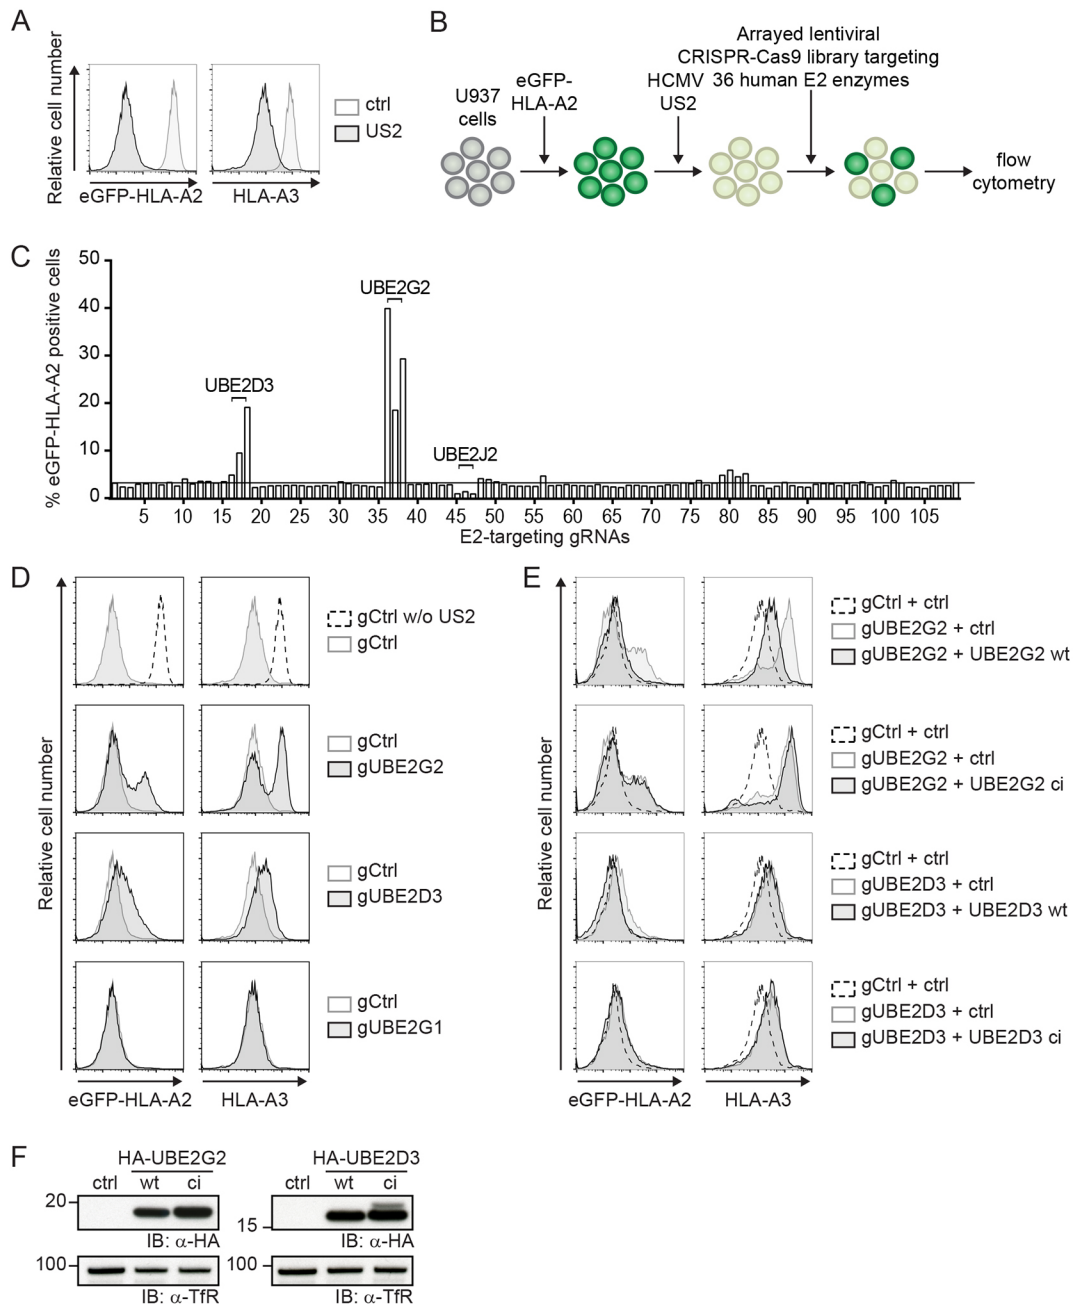 A
Relative cell number
eGFP-HLA-A2
HLA-A3
ctrl
US2
B
U937
cells
eGFP-
HLA-A2
HCMV
US2
Arrayed lentiviral
CRISPR-Cas9 library targeting
36 human E2 enzymes
flow
cytometry
C
% eGFP-HLA-A2 positive cells
50
40
30
20
10
0
UBE2D3
UBE2G2
UBE2J2
5 10 15 20 25 30 35 40 45 50 55 60 65 70 75 80 85 90 95 100 105
E2-targeting gRNAs
D
Relative cell number
gCtrl w/o US2
gCtrl
gCtrl
gUBE2G2
gCtrl
gUBE2D3
gCtrl
gUBE2G1
eGFP-HLA-A2
HLA-A3
E
Relative cell number
gCtrl + ctrl
gUBE2G2 + ctrl
gUBE2G2 + UBE2G2 wt
gCtrl + ctrl
gUBE2G2 + ctrl
gUBE2G2 + UBE2G2 ci
gCtrl + ctrl
gUBE2D3 + ctrl
gUBE2D3 + UBE2D3 wt
gCtrl + ctrl
gUBE2D3 + ctrl
gUBE2D3 + UBE2D3 ci
eGFP-HLA-A2
HLA-A3
F
HA-UBE2G2
ctrl wt ci
20
IB: α-HA
100
IB: α-TfR
HA-UBE2D3
ctrl wt ci
15
IB: α-HA
100
IB: α-TfR